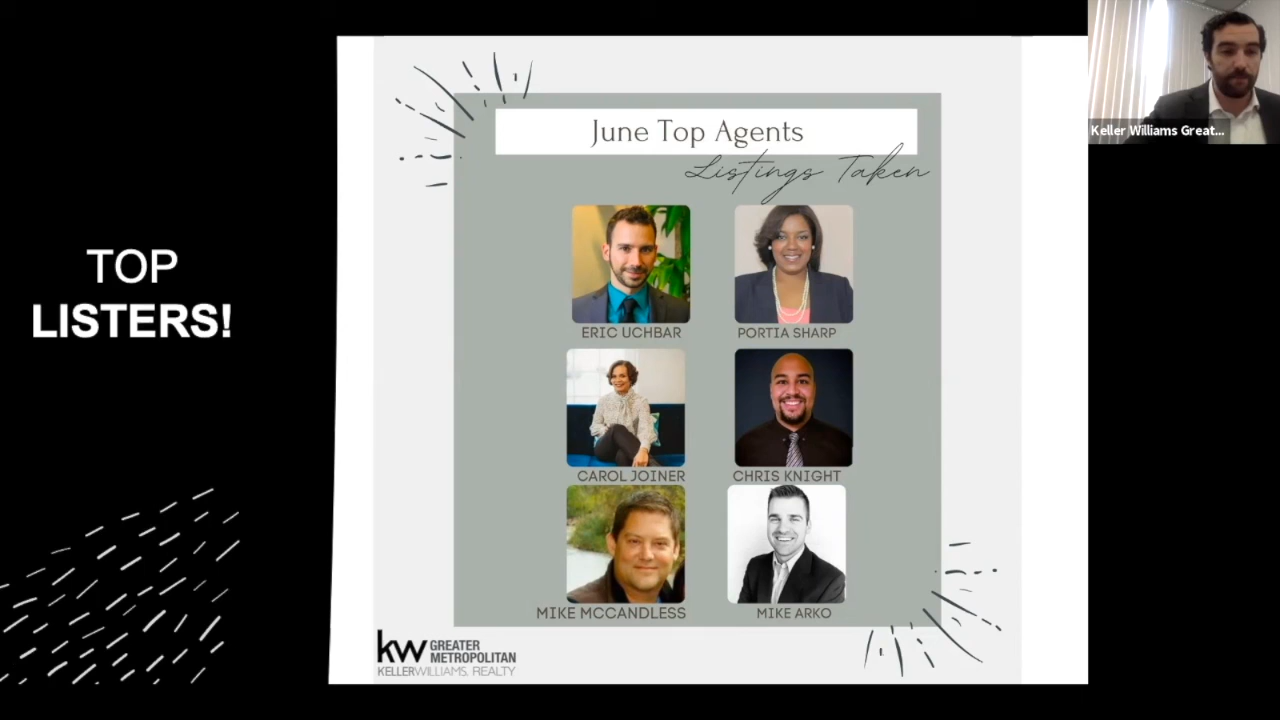 TOP
LISTERS!
June Top Agents
Listings Taken
ERIC UCHBAR
PORTIA SHARP
CAROL JOINER
CHRIS KNIGHT
MIKE MCCANDLESS
MIKE ARKO
kw GREATER
METROPOLITAN
KELLERWILLIAMS. REALTY
Keller Williams Great...